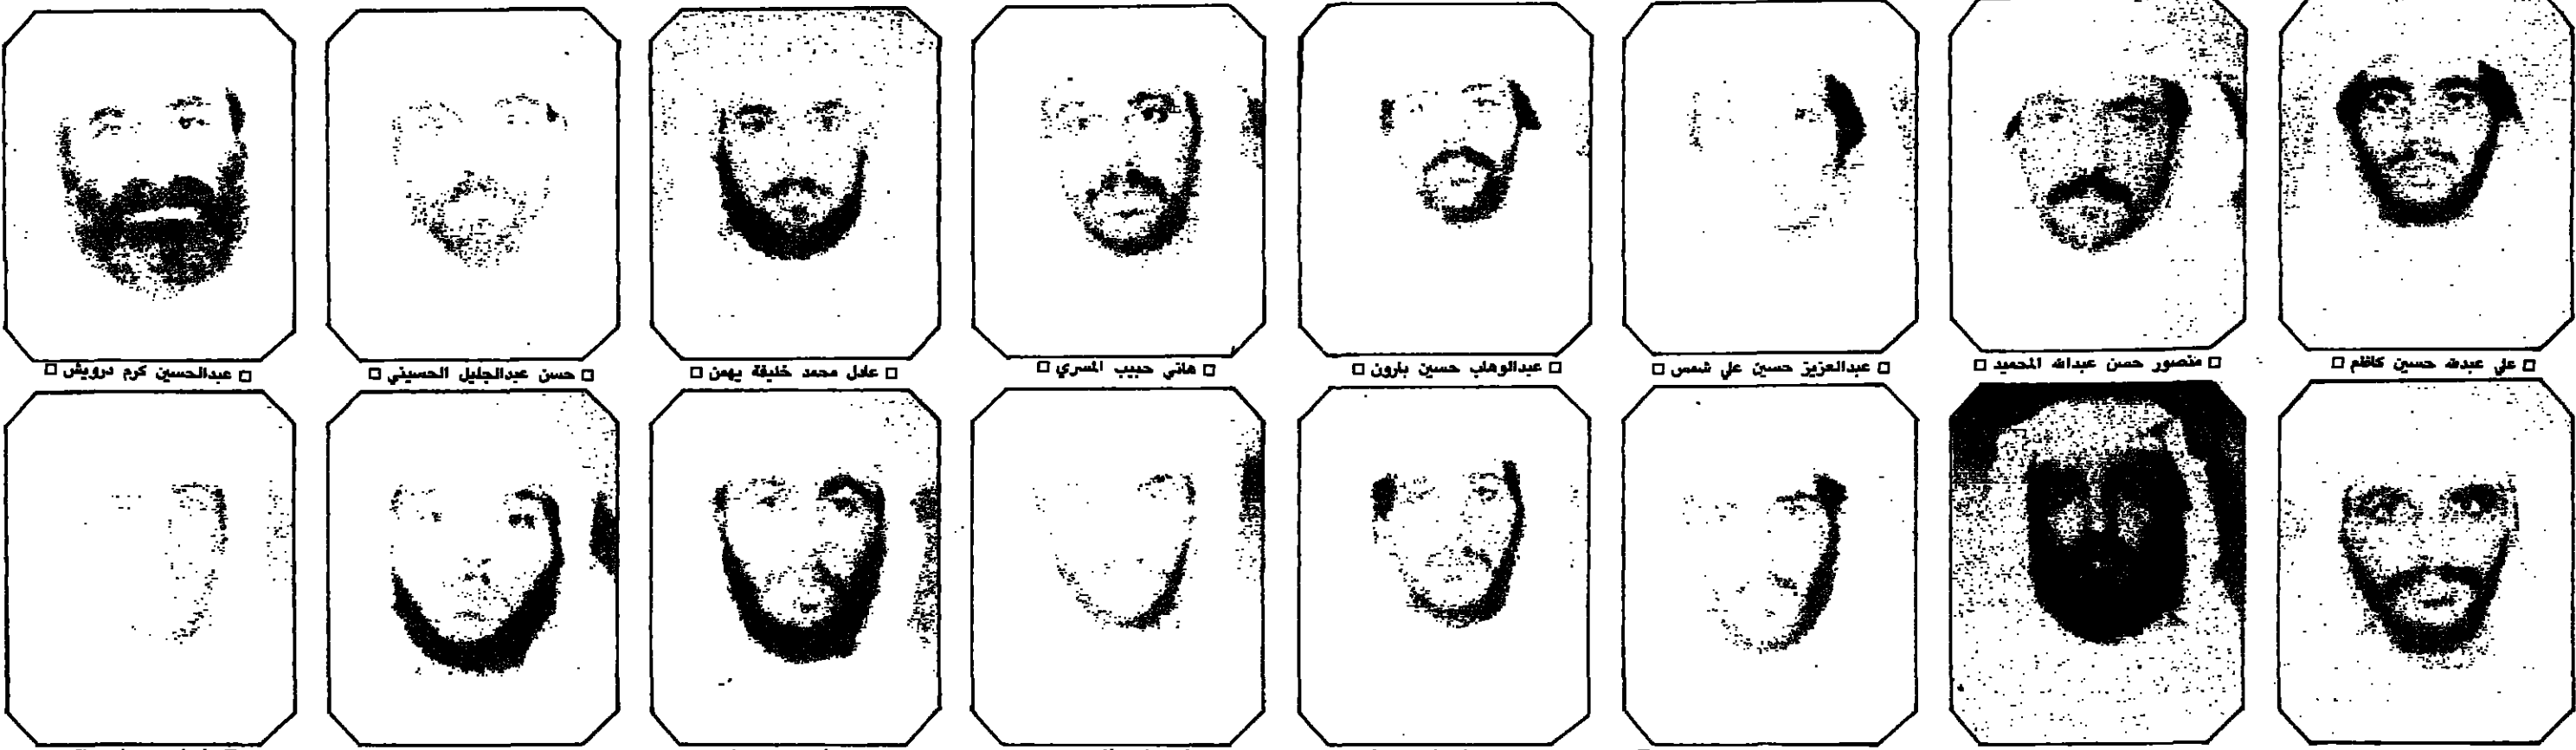 علي عبدالله حسين كاظم
منصور حسن عبدالله المحميد
عبدالعزيز حسين علي شمس
عبدالوهاب حسين بارون
هاني حبيب المسري
عادل محمد خليفة بهمن
حسن عبدالجليل الحسيني
عبدالحسين كرم درويش